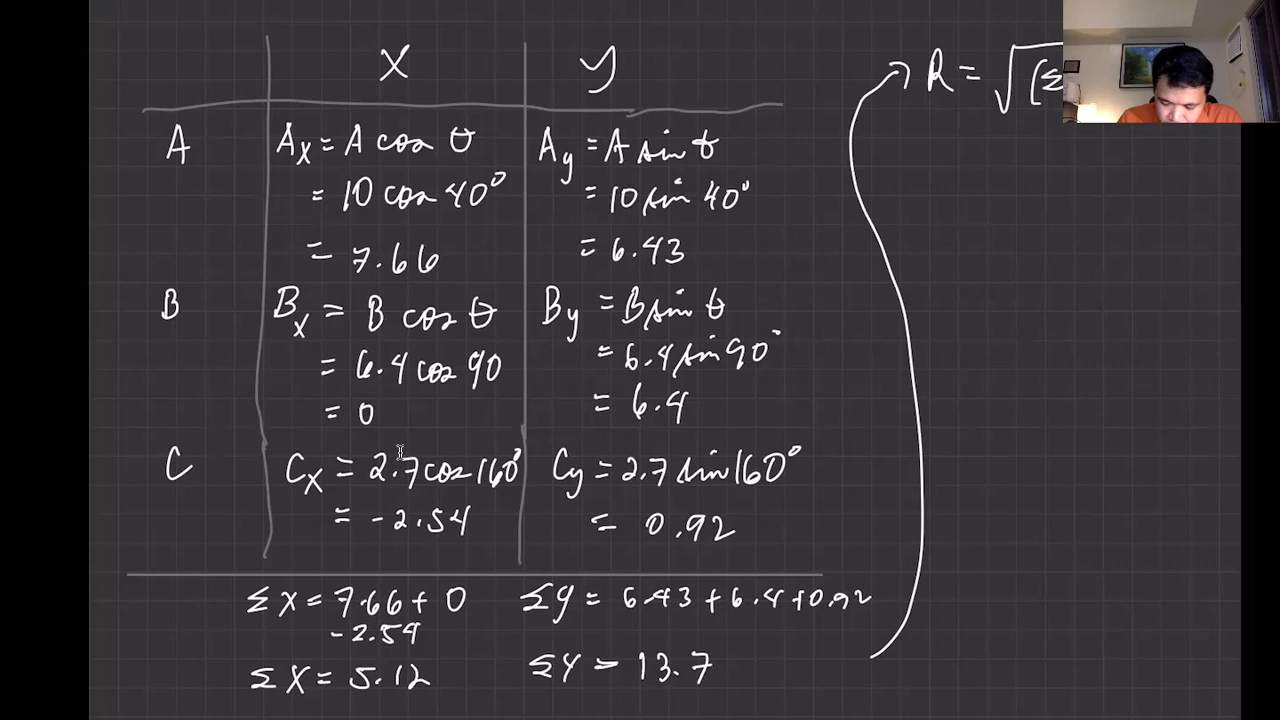 X y
A Ax = A cos θ Ay = A sin θ
= 10 cos 40° = 10 sin 40°
= 7.66 = 6.43
B Bx = B cos θ By = B sin θ
= 6.4 cos 90 = 6.4 sin 90°
= 0 = 6.4
C Cx = 2.7 cos 160° Cy = 2.7 sin 160°
= -2.54 = 0.92
Σx = 7.66 + 0 Σy = 6.43 + 6.4 + 0.92
-2.54
Σx = 5.12 Σy = 13.7
R = √(Σ